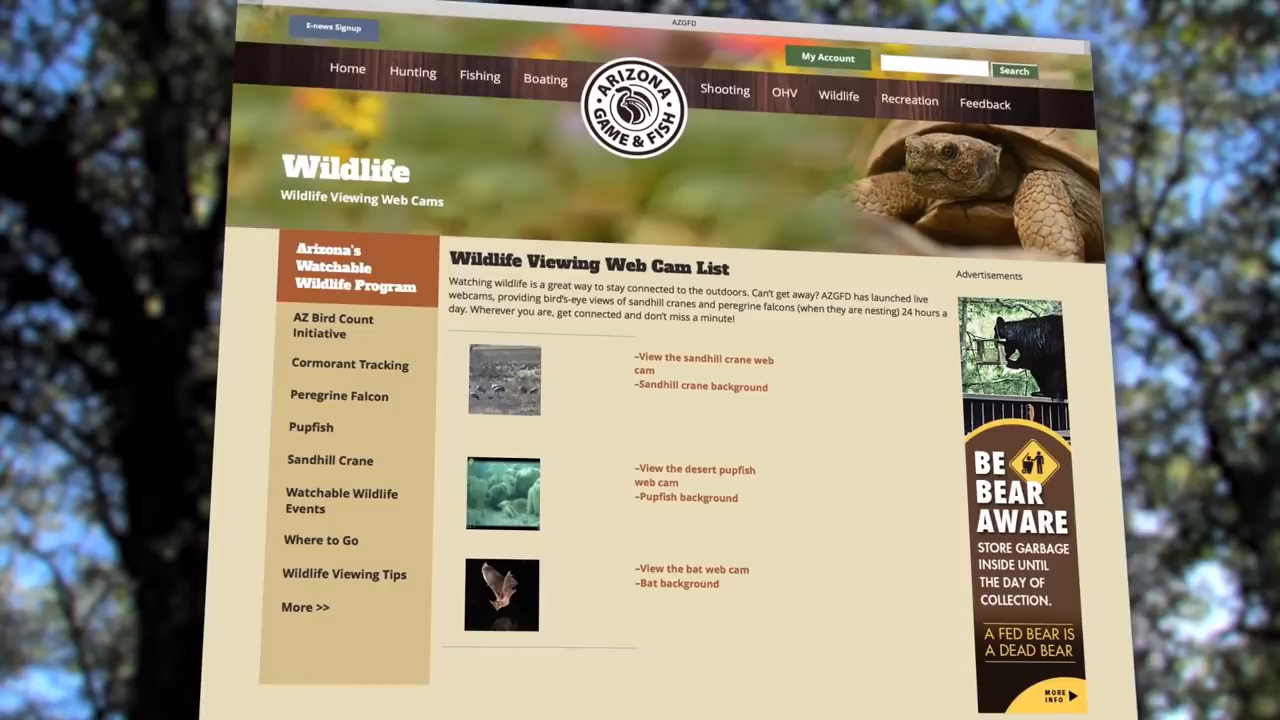 AZGFD
E-news Signup
My Account
Search
Home
Hunting
Fishing
Boating
ARIZONA
GAME & FISH
Shooting
OHV
Wildlife
Recreation
Feedback
Wildlife
Wildlife Viewing Web Cams
Arizona's
Watchable
Wildlife Program
AZ Bird Count
Initiative
Cormorant Tracking
Peregrine Falcon
Pupfish
Sandhill Crane
Watchable Wildlife
Events
Where to Go
Wildlife Viewing Tips
More >>
Wildlife Viewing Web Cam List
Watching wildlife is a great way to stay connected to the outdoors. Can't get away? AZGFD has launched live
webcams, providing bird's-eye views of sandhill cranes and peregrine falcons (when they are nesting) 24 hours a
day. Wherever you are, get connected and don't miss a minute!
–View the sandhill crane web
cam
–Sandhill crane background
–View the desert pupfish
web cam
–Pupfish background
–View the bat web cam
–Bat background
Advertisements
BE
BEAR
AWARE
STORE GARBAGE
INSIDE UNTIL
THE DAY OF
COLLECTION.
A FED BEAR IS
A DEAD BEAR
MORE
INFO